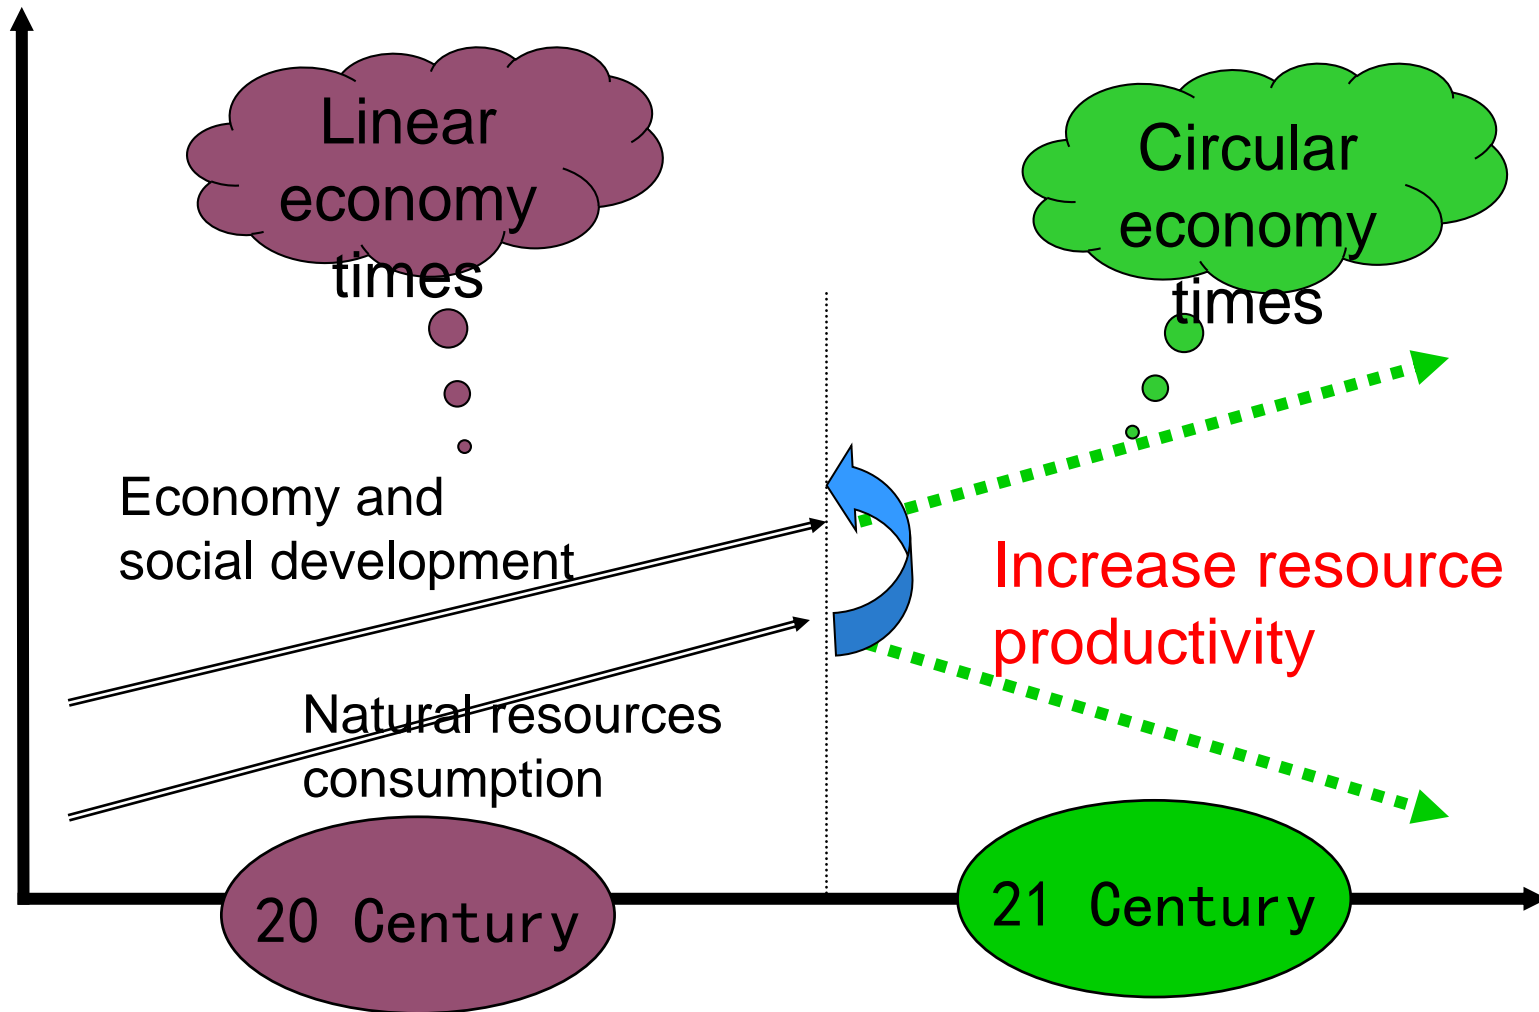 Linear
economy
times
Circular
economy
times
Economy and
social development
Increase resource
productivity
Natural resources
consumption
20 Century
21 Century